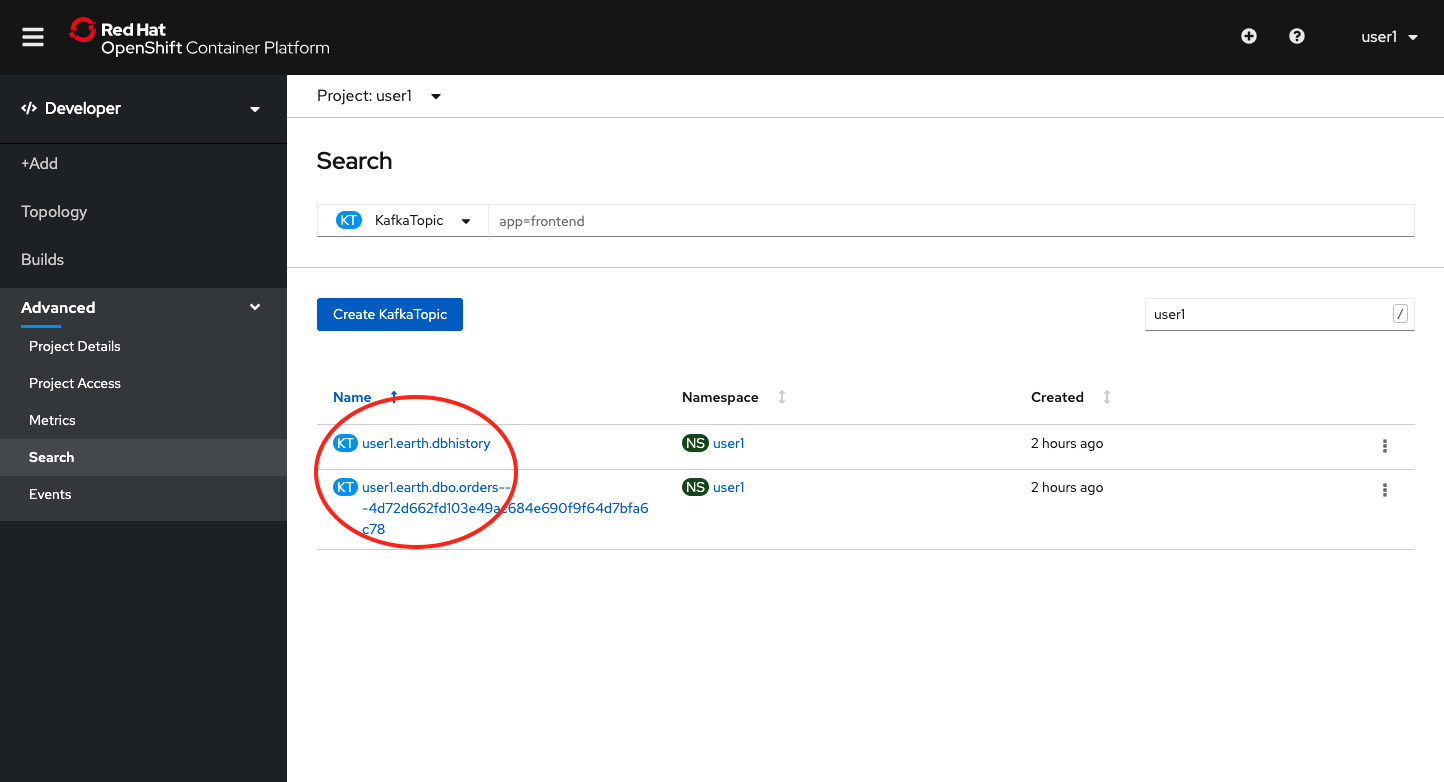 Red Hat
OpenShift Container Platform
user1
Developer
Project: user1
+Add
Topology
Builds
Advanced
Project Details
Project Access
Metrics
Search
Events
Search
KT KafkaTopic
app=frontend
Create KafkaTopic
user1 /
Name Namespace Created
KT user1.earth.dbhistory NS user1 2 hours ago
KT user1.earth.dbo.orders-- NS user1 2 hours ago
-4d72d662fd103e49ac684e690f9f64d7bfa6
c78